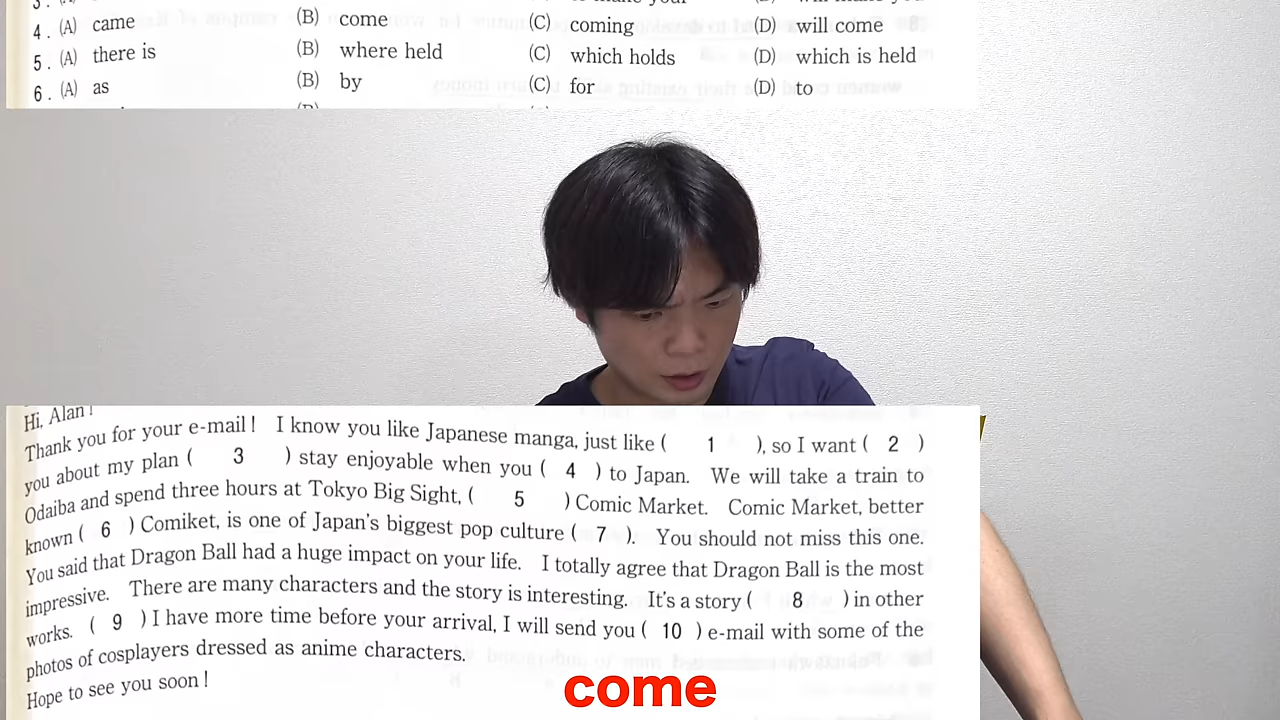 4. (A) came (B) come (C) coming (D) will come
5. (A) there is (B) where held (C) which holds (D) which is held
6. (A) as (B) by (C) for (D) to
Hi, Alan!
Thank you for your e-mail! I know you like Japanese manga, just like ( 1 ), so I want ( 2 )
you about my plan ( 3 ) stay enjoyable when you ( 4 ) to Japan. We will take a train to
Odaiba and spend three hours at Tokyo Big Sight, ( 5 ) Comic Market. Comic Market, better
known ( 6 ) Comiket, is one of Japan's biggest pop culture ( 7 ). You should not miss this one.
You said that Dragon Ball had a huge impact on your life. I totally agree that Dragon Ball is the most
impressive. There are many characters and the story is interesting. It's a story ( 8 ) in other
works. ( 9 ) I have more time before your arrival, I will send you ( 10 ) e-mail with some of the
photos of cosplayers dressed as anime characters.
Hope to see you soon!
come